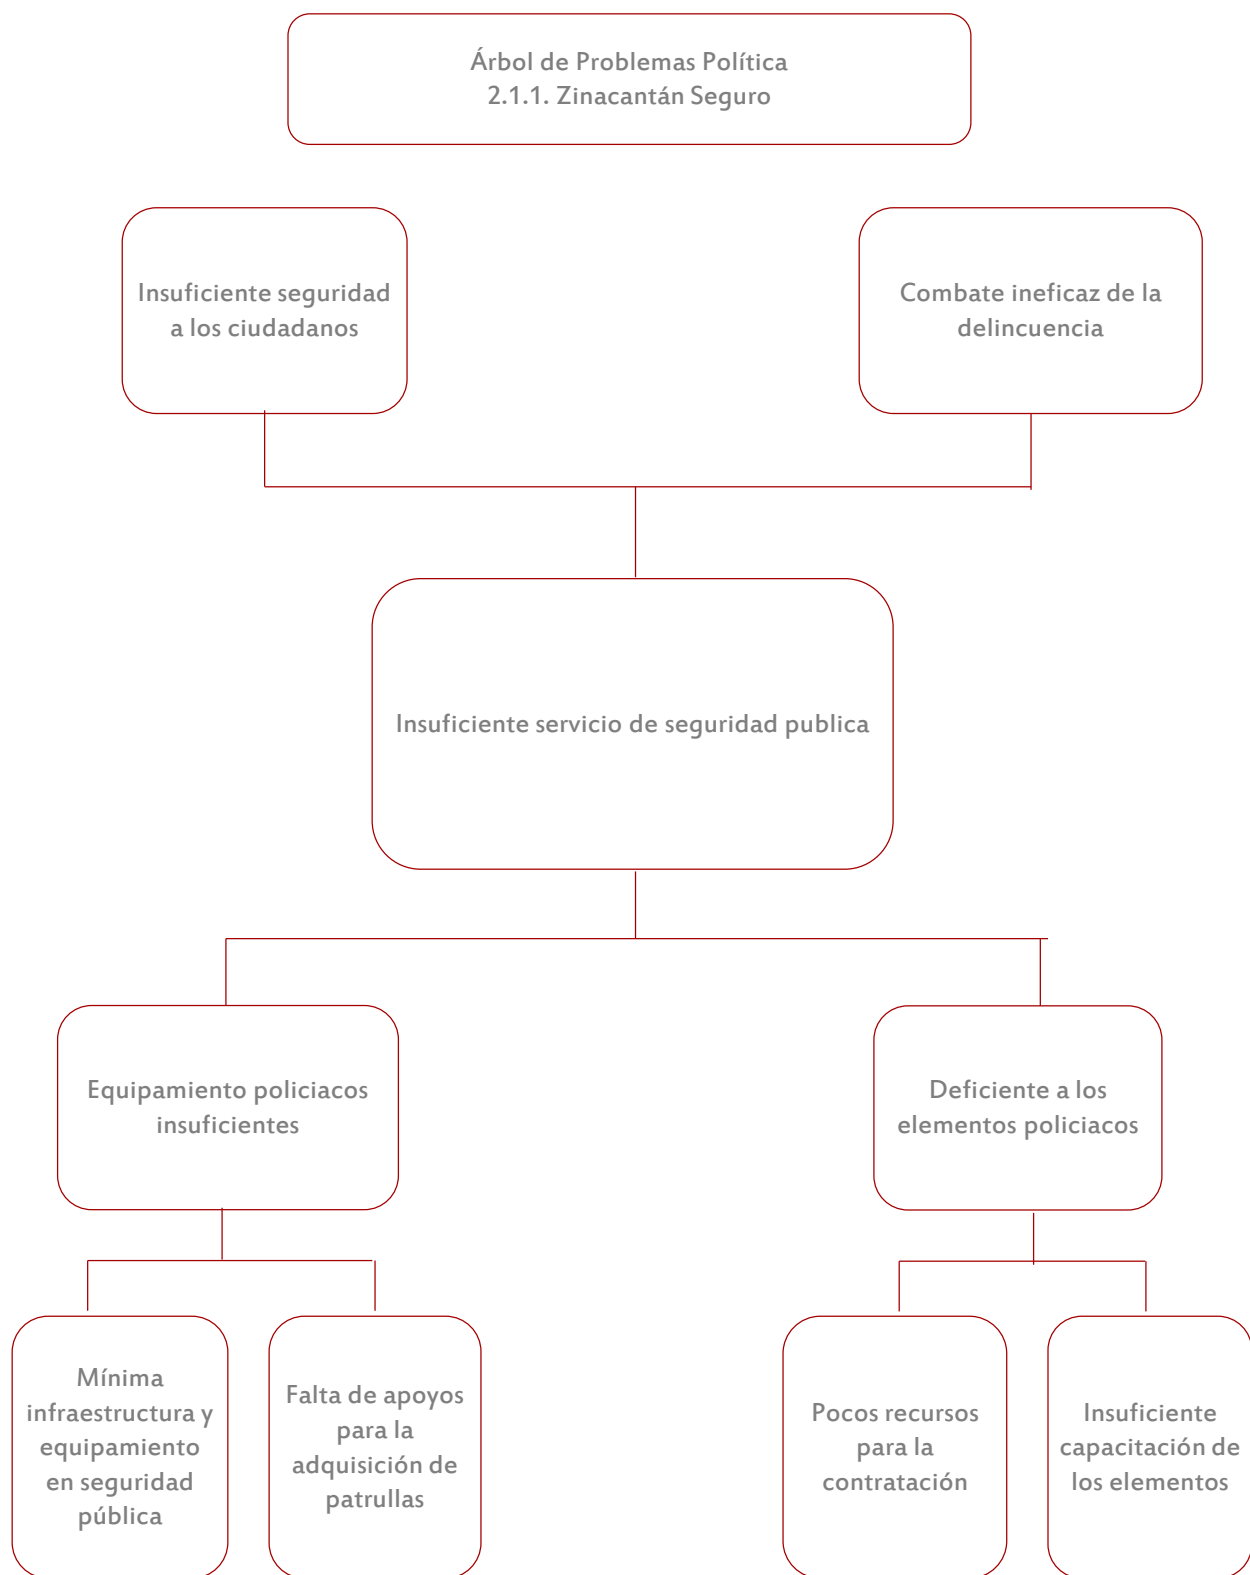 Árbol de Problemas Política
2.1.1. Zinacantán Seguro
Insuficiente seguridad
a los ciudadanos
Combate ineficaz de la
delincuencia
Insuficiente servicio de seguridad publica
Equipamiento policiacos
insuficientes
Deficiente a los
elementos policiacos
Mínima
infraestructura y
equipamiento
en seguridad
pública
Falta de apoyos
para la
adquisición de
patrullas
Pocos recursos
para la
contratación
Insuficiente
capacitación de
los elementos